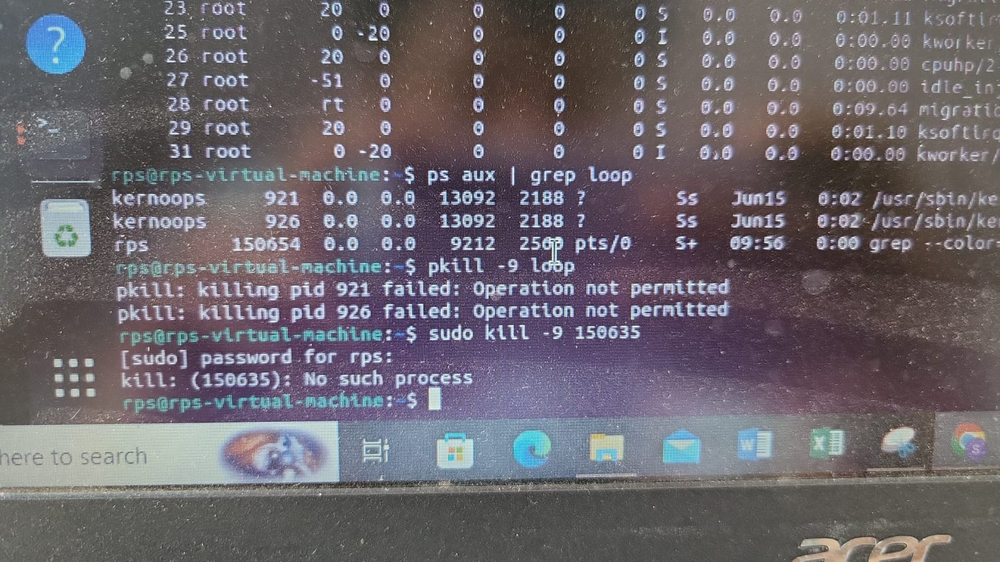 23 root 20 0 0 0 0 S 0.0 0.0 0:01.11 ksoftir
25 root 0 -20 0 0 0 I 0.0 0.0 0:00.00 kworker/
26 root 20 0 0 0 0 S 0.0 0.0 0:00.00 cpuhp/2
27 root -51 0 0 0 0 S 0.0 0.0 0:00.00 idle_in
28 root rt 0 0 0 0 S 0.0 0.0 0:09.64 migratio
29 root 20 0 0 0 0 S 0.0 0.0 0:01.10 ksoftirq
31 root 0 -20 0 0 0 I 0.0 0.0 0:00.00 kworker/
rps@rps-virtual-machine:~$ ps aux | grep loop
kernoops 921 0.0 0.0 13092 2188 ? Ss Jun15 0:02 /usr/sbin/ke
kernoops 926 0.0 0.0 13092 2188 ? Ss Jun15 0:02 /usr/sbin/ke
rps 150654 0.0 0.0 9212 pts/0 S+ 09:56 0:00 grep --color=
rps@rps-virtual-machine:~$ pkill -9 loop
pkill: killing pid 921 failed: Operation not permitted
pkill: killing pid 926 failed: Operation not permitted
rps@rps-virtual-machine:~$ sudo kill -9 150635
[sudo] password for rps:
kill: (150635): No such process
rps@rps-virtual-machine:~$
here to search
acer